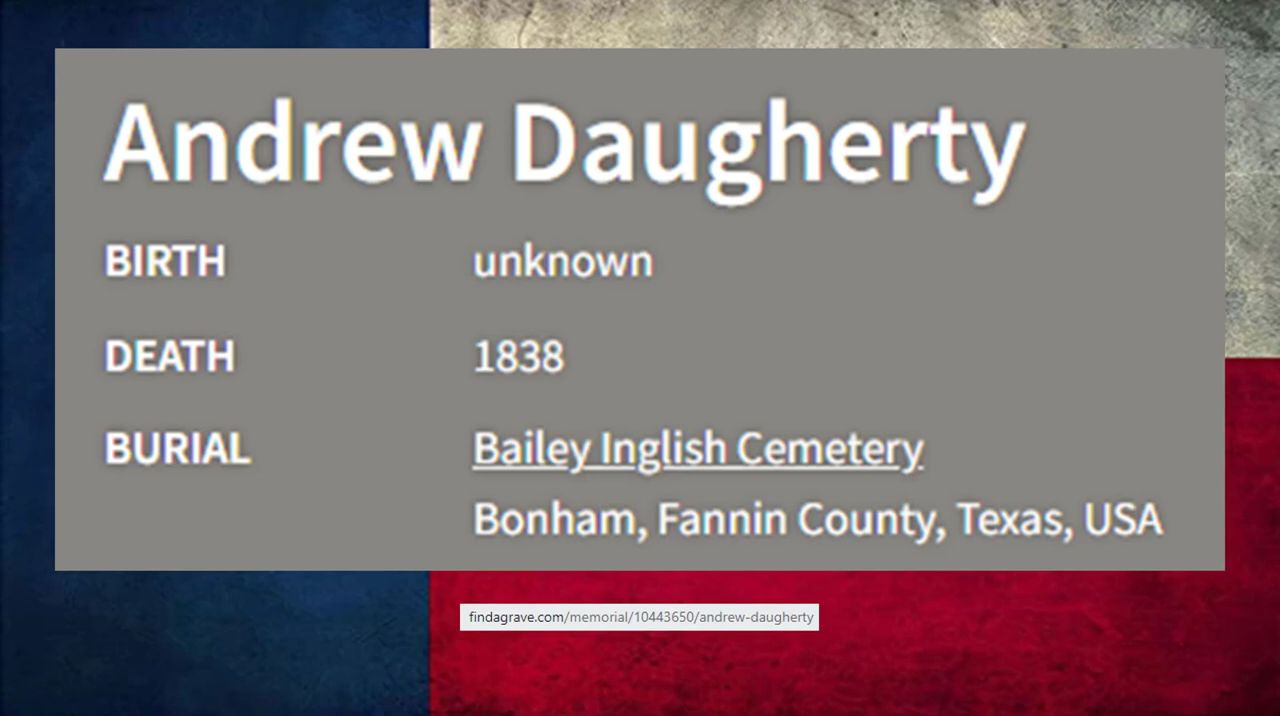 Andrew Daugherty
BIRTH unknown
DEATH 1838
BURIAL Bailey Inglish Cemetery
Bonham, Fannin County, Texas, USA
findagrave.com/memorial/10443650/andrew-daugherty